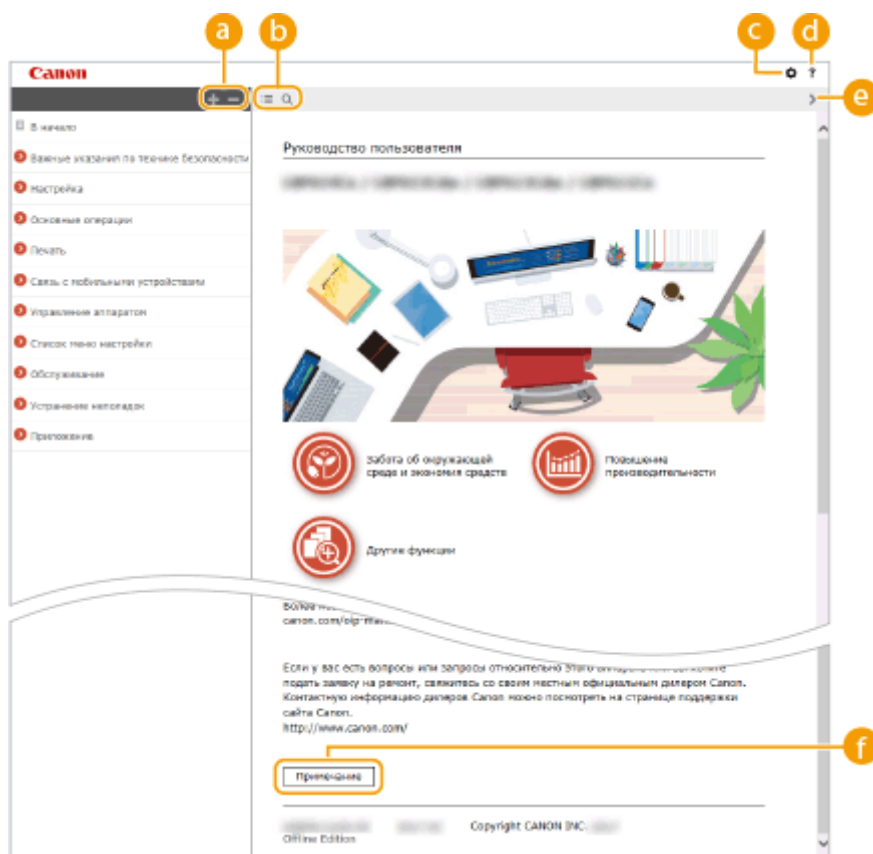 a b c d
Canon
?
e
В начало
Важные указания по технике безопасности
Настройка
Основные операции
Печать
Связь с мобильными устройствами
Управление аппаратом
Список меню настройки
Обслуживание
Устранение неполадок
Приложение
Руководство пользователя
Забота об окружающей
среде и экономия средств
Повышение
производительности
Другие функции
canon.com/oip-man
Если у вас есть вопросы или запросы относительно этого
подать заявку на ремонт, свяжитесь со своим местным официальным дилером Canon.
Контактную информацию дилеров Canon можно посмотреть на странице поддержки
сайта Canon.
http://www.canon.com/
f
Примечание
Copyright CANON INC.
Offline Edition